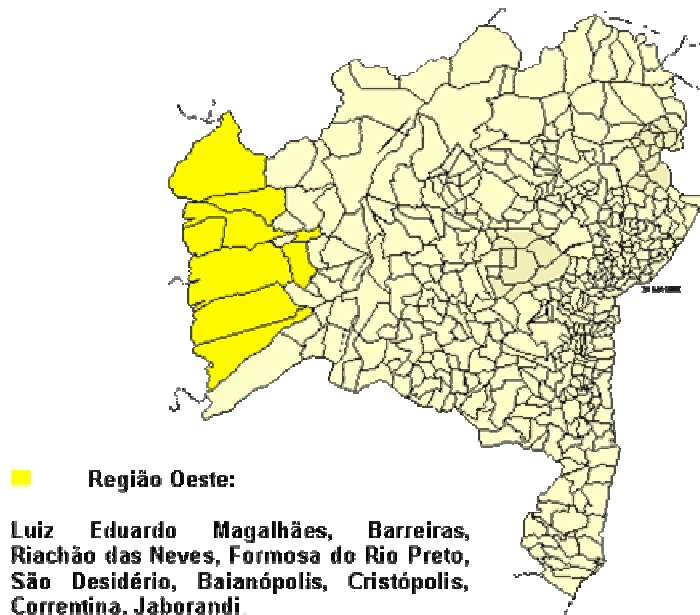 Região Oeste:
Luiz Eduardo Magalhães, Barreiras,
Riachão das Neves, Formosa do Rio Preto,
São Desidério, Baianópolis, Cristópolis,
Correntina, Jaborandi